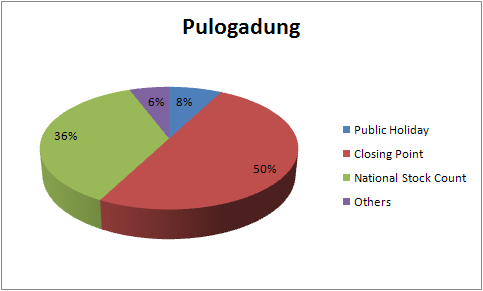 Pulogadung
6%
8%
36%
50%
Public Holiday
Closing Point
National Stock Count
Others